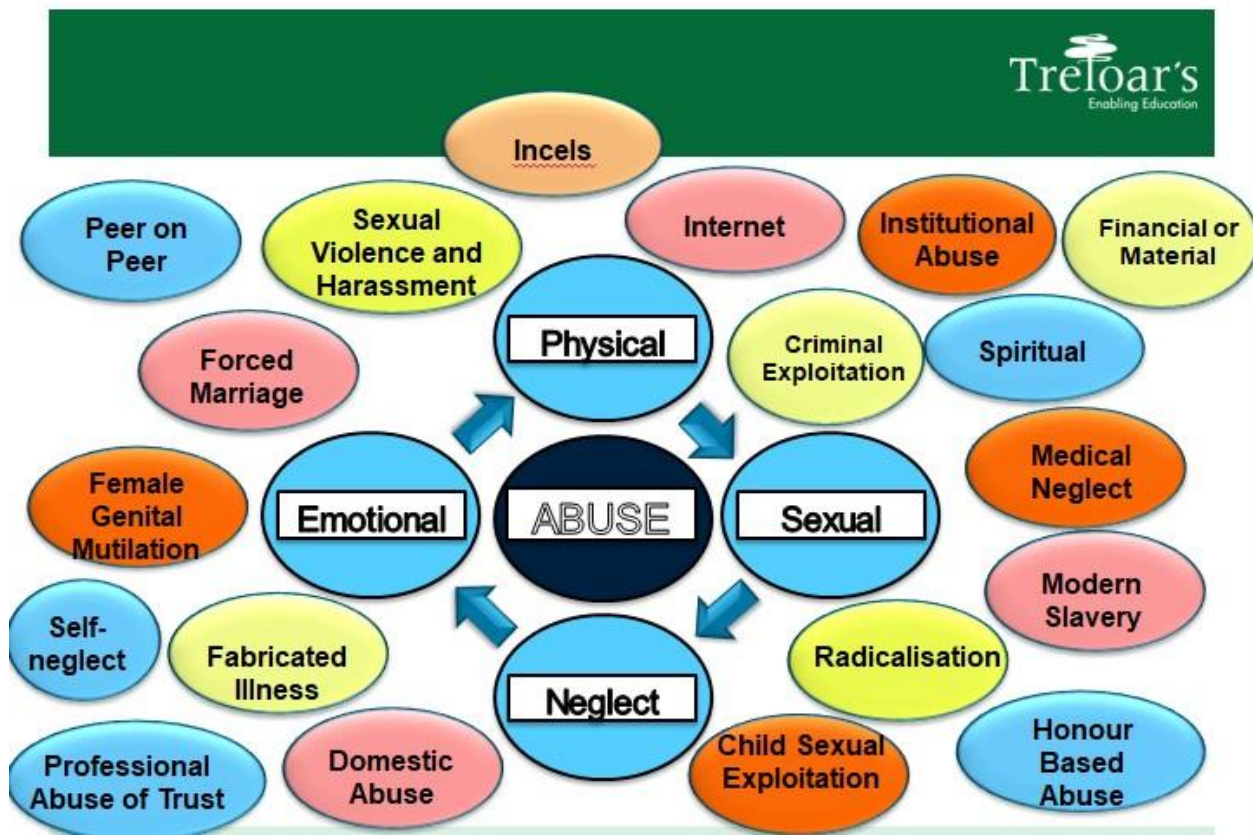 Treloar's
Enabling Education
Incels
Peer on
Peer
Sexual
Violence and
Harassment
Internet
Institutional
Abuse
Financial or
Material
Forced
Marriage
Physical
Criminal
Exploitation
Spiritual
Female
Genital
Mutilation
Emotional
ABUSE
Sexual
Medical
Neglect
Modern
Slavery
Self-
neglect
Fabricated
Illness
Neglect
Radicalisation
Professional
Abuse of Trust
Domestic
Abuse
Child Sexual
Exploitation
Honour
Based
Abuse